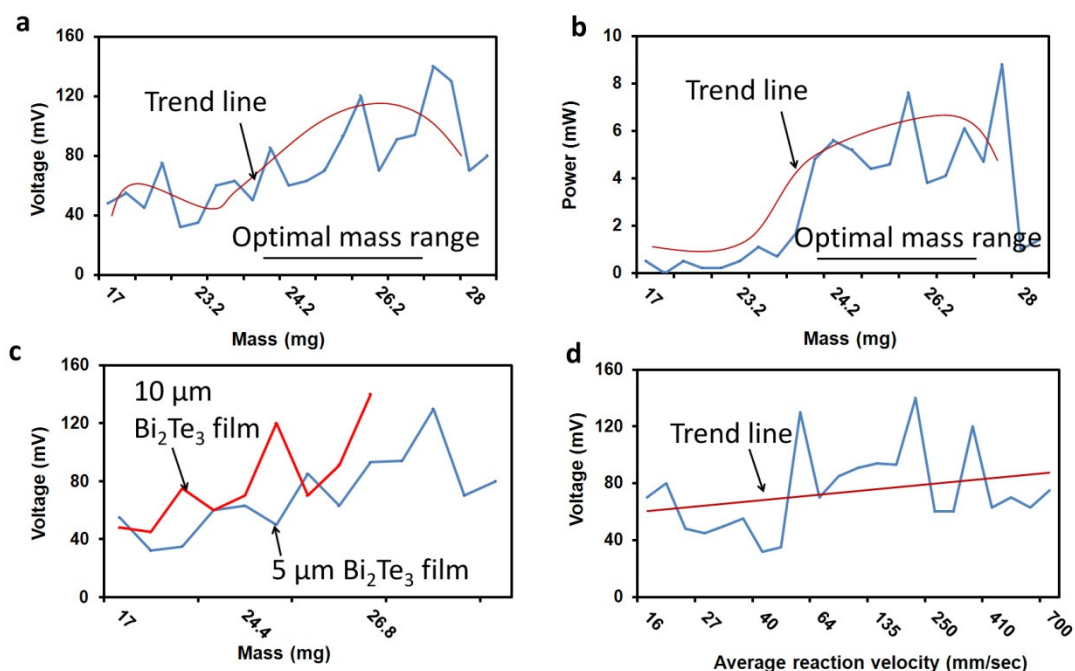 a
160
120
80
40
0
Voltage (mV)
Trend line
Optimal mass range
17
23.2
24.2
26.2
28
Mass (mg)
b
10
8
6
4
2
0
Power (mW)
Trend line
Optimal mass range
17
23.2
24.2
26.2
28
Mass (mg)
c
160
120
80
40
0
Voltage (mV)
10 μm
Bi₂Te₃ film
5 μm Bi₂Te₃ film
17
24.4
26.8
Mass (mg)
d
160
120
80
40
0
Voltage (mV)
Trend line
16
27
40
64
135
250
410
700
Average reaction velocity (mm/sec)